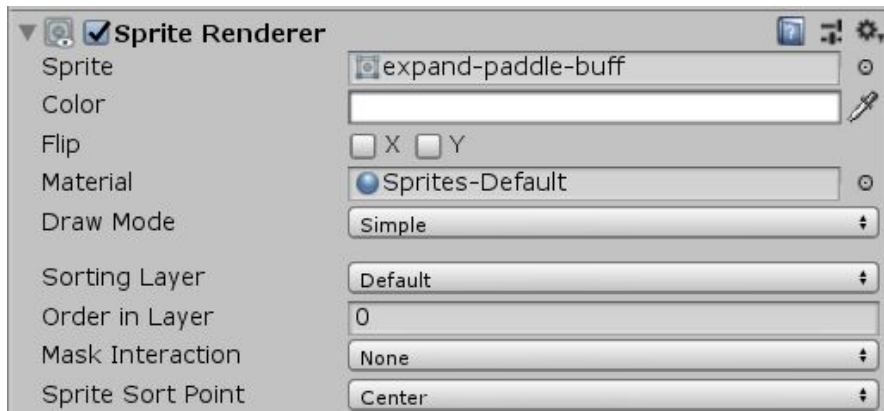 Sprite Renderer
Sprite expand-paddle-buff
Color
Flip X Y
Material Sprites-Default
Draw Mode Simple
Sorting Layer Default
Order in Layer 0
Mask Interaction None
Sprite Sort Point Center